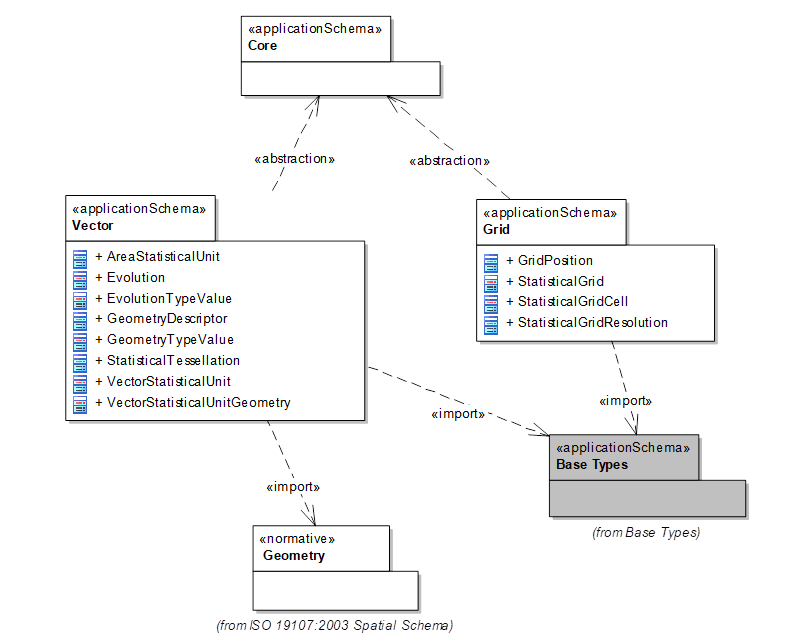 «applicationSchema»
Core
«abstraction»
«abstraction»
«applicationSchema»
Vector
+ AreaStatisticalUnit
+ Evolution
+ EvolutionTypeValue
+ GeometryDescriptor
+ GeometryTypeValue
+ StatisticalTessellation
+ VectorStatisticalUnit
+ VectorStatisticalUnitGeometry
«applicationSchema»
Grid
+ GridPosition
+ StatisticalGrid
+ StatisticalGridCell
+ StatisticalGridResolution
«import»
«import»
«applicationSchema»
Base Types
(from Base Types)
«import»
«normative»
Geometry
(from ISO 19107:2003 Spatial Schema)